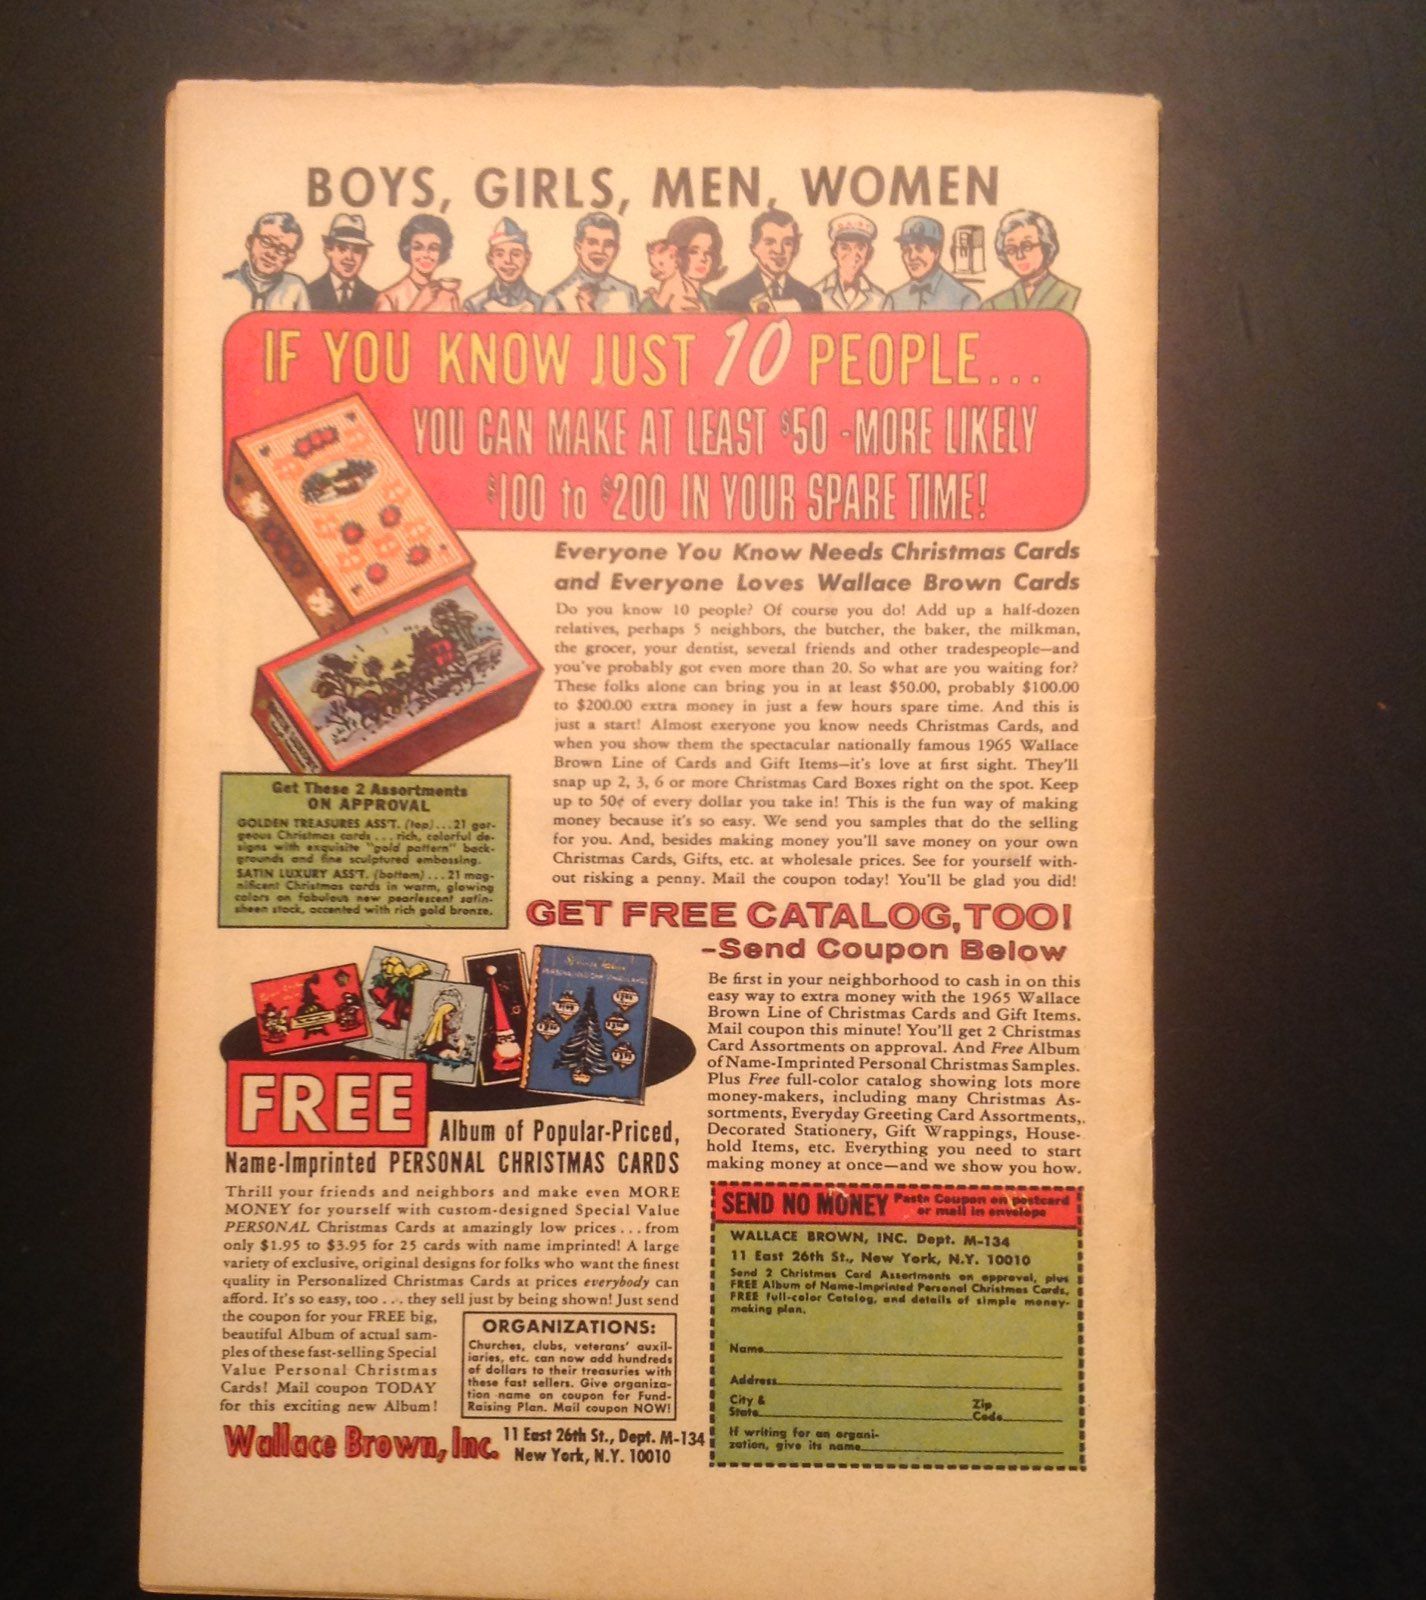 BOYS, GIRLS, MEN, WOMEN
IF YOU KNOW JUST 10 PEOPLE...
YOU CAN MAKE AT LEAST $50 - MORE LIKELY
$100 to $200 IN YOUR SPARE TIME!
Everyone You Know Needs Christmas Cards
and Everyone Loves Wallace Brown Cards
Do you know 10 people? Of course you do! Add up a half-dozen
relatives, perhaps 5 neighbors, the butcher, the baker, the milkman,
the grocer, your dentist, several friends and other tradespeople—and
you've probably got even more than 20. So what are you waiting for?
These folks alone can bring you in at least $50.00, probably $100.00
to $200.00 extra money in just a few hours spare time. And this is
just a start! Almost exeryone you know needs Christmas Cards, and
when you show them the spectacular nationally famous 1965 Wallace
Brown Line of Cards and Gift Items—it's love at first sight. They'll
snap up 2, 3, 6 or more Christmas Card Boxes right on the spot. Keep
up to 50¢ of every dollar you take in! This is the fun way of making
money because it's so easy. We send you samples that do the selling
for you. And, besides making money you'll save money on your own
Christmas Cards, Gifts, etc. at wholesale prices. See for yourself with-
out risking a penny. Mail the coupon today! You'll be glad you did!
Get These 2 Assortments
ON APPROVAL
GOLDEN TREASURES ASS'T. (top)...21 gor-
geous Christmas cards...rich, colorful de-
signs with exquisite "gold pattern" back-
grounds and fine sculptured embossing.
SATIN LUXURY ASS'T. (bottom)...21 mag-
nificent Christmas cards in warm, glowing
colors on fabulous new pearlescent satin-
sheen stock, accented with rich gold bronze.
GET FREE CATALOG, TOO!
-Send Coupon Below
Be first in your neighborhood to cash in on this
easy way to extra money with the 1965 Wallace
Brown Line of Christmas Cards and Gift Items.
Mail coupon this minute! You'll get 2 Christmas
Card Assortments on approval. And Free Album
of Name-Imprinted Personal Christmas Samples.
Plus Free full-color catalog showing lots more
money-makers, including many Christmas As-
sortments, Everyday Greeting Card Assortments,.
Decorated Stationery, Gift Wrappings, House-
hold Items, etc. Everything you need to start
making money at once—and we show you how.
FREE
Album of Popular-Priced,
Name-Imprinted PERSONAL CHRISTMAS CARDS
Thrill your friends and neighbors and make even MORE
MONEY for yourself with custom-designed Special Value
PERSONAL Christmas Cards at amazingly low prices...from
only $1.95 to $3.95 for 25 cards with name imprinted! A large
variety of exclusive, original designs for folks who want the finest
quality in Personalized Christmas Cards at prices everybody can
afford. It's so easy, too...they sell just by being shown! Just send
the coupon for your FREE big,
beautiful Album of actual sam-
ples of these fast-selling Special
Value Personal Christmas
Cards! Mail coupon TODAY
for this exciting new Album!
ORGANIZATIONS:
Churches, clubs, veterans' auxil-
iaries, etc. can now add hundreds
of dollars to their treasuries with
these fast sellers. Give organiza-
tion name on coupon for Fund-
Raising Plan. Mail coupon NOW!
Wallace Brown, Inc. 11 East 26th St., Dept. M-134
New York, N.Y. 10010
SEND NO MONEY Paste Coupon on postcard
or mail in envelope
WALLACE BROWN, INC. Dept. M-134
11 East 26th St., New York, N.Y. 10010
Send 2 Christmas Card Assortments on approval, plus
FREE Album of Name-Imprinted Personal Christmas Cards,
FREE full-color Catalog, and details of simple money-
making plan.
Name
Address
City &
State
Zip
Code
If writing for an organi-
zation, give its name